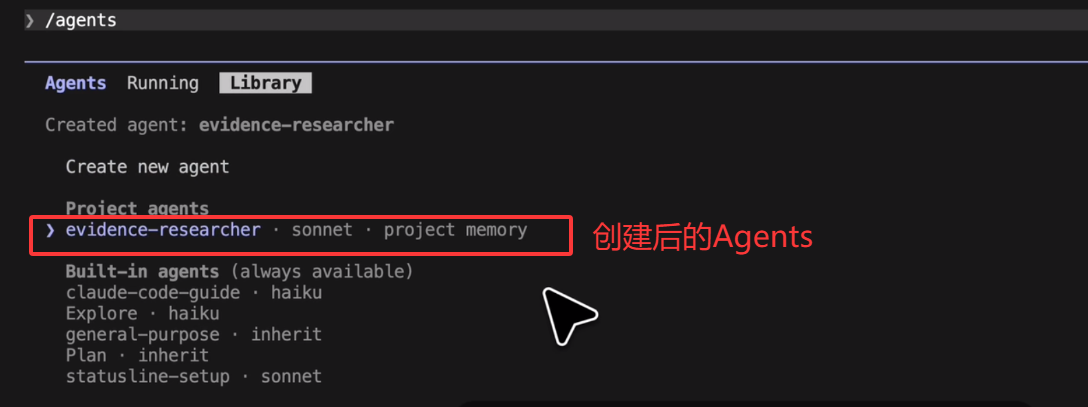 ❯ /agents
Agents Running Library
Created agent: evidence-researcher
Create new agent
Project agents
❯ evidence-researcher · sonnet · project memory
创建后的Agents
Built-in agents (always available)
claude-code-guide · haiku
Explore · haiku
general-purpose · inherit
Plan · inherit
statusline-setup · sonnet